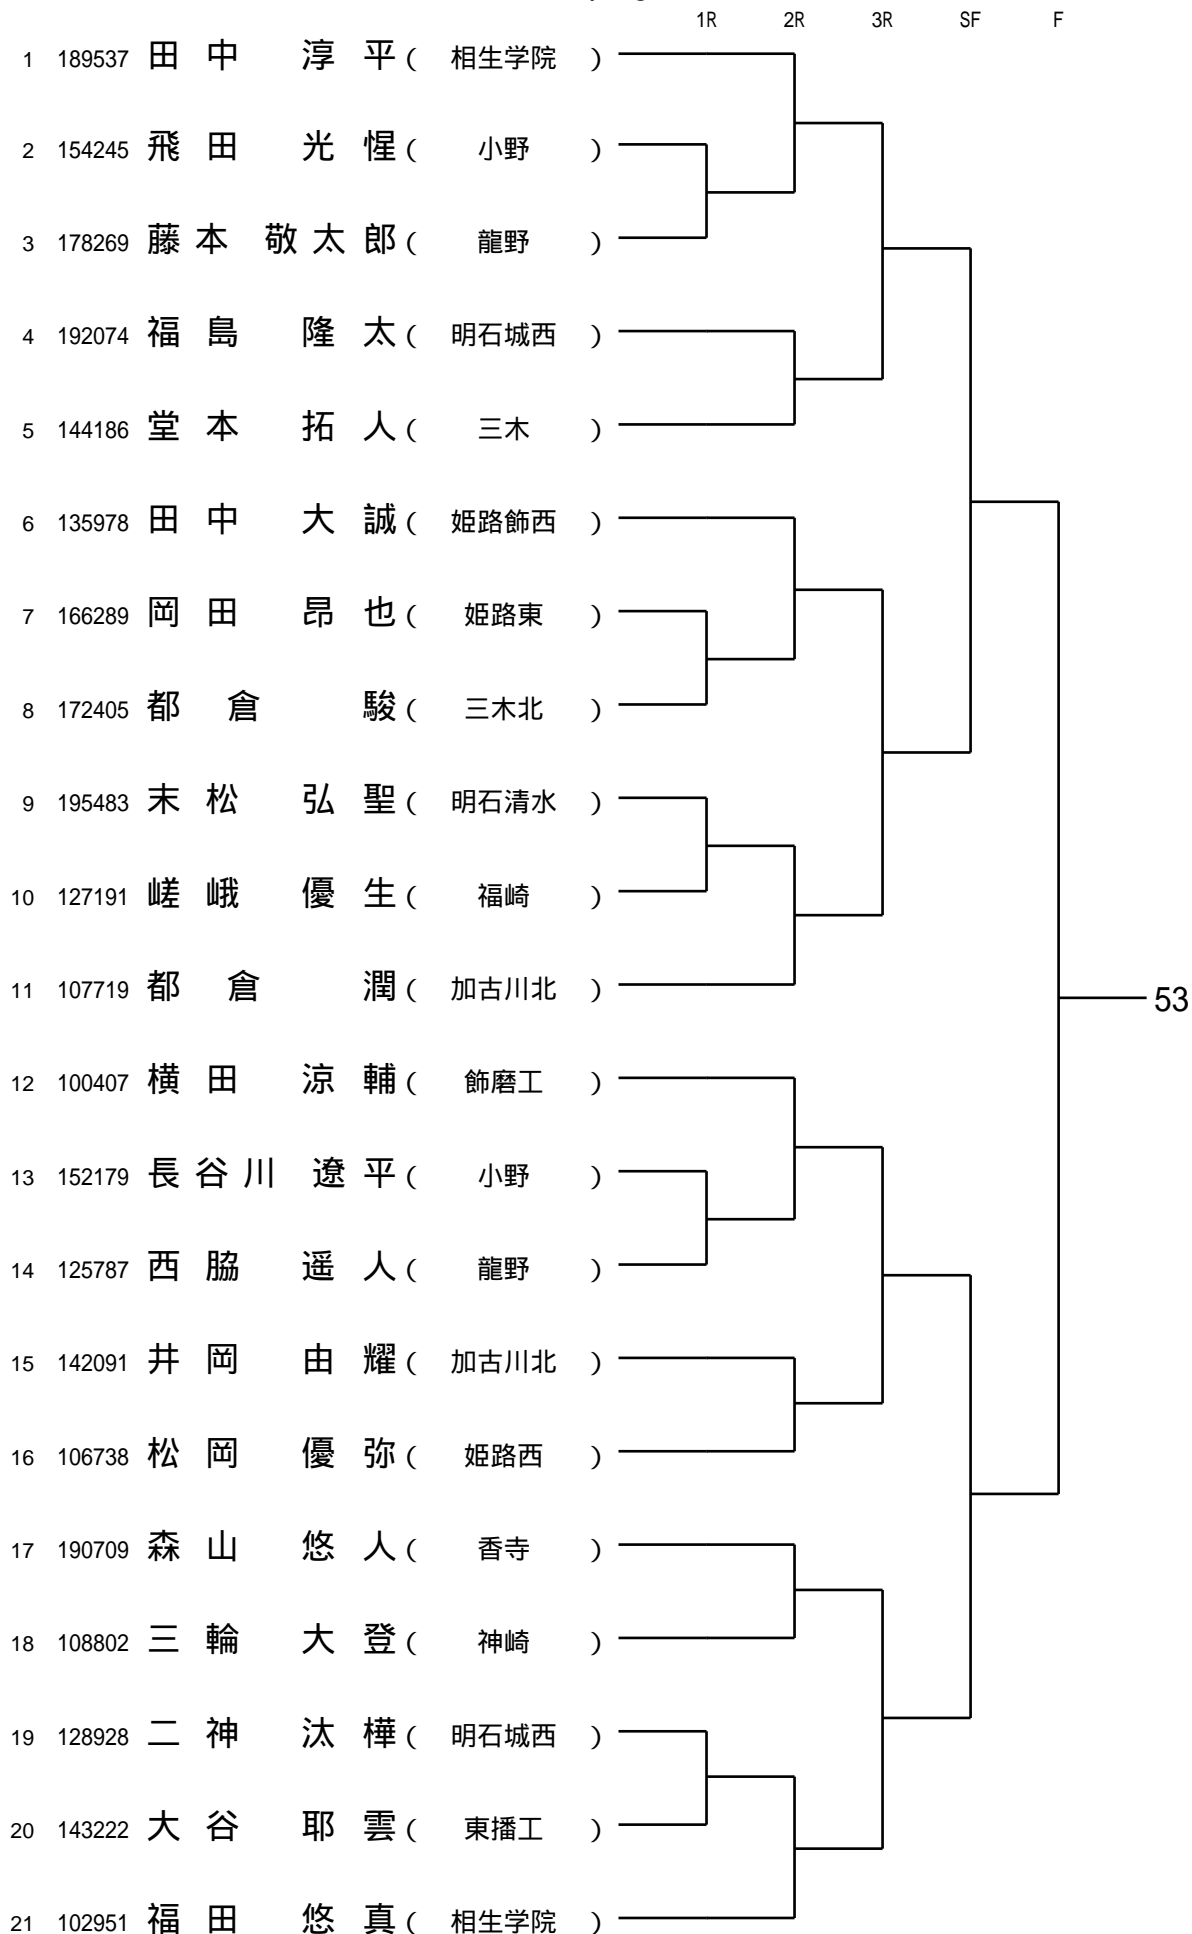 1R 2R 3R SF F
1 189537 田中 淳平 ( 相生学院 )
2 154245 飛田 光惺 ( 小野 )
3 178269 藤本 敬太郎 ( 龍野 )
4 192074 福島 隆太 ( 明石城西 )
5 144186 堂本 拓人 ( 三木 )
6 135978 田中 大誠 ( 姫路飾西 )
7 166289 岡田 昂也 ( 姫路東 )
8 172405 都倉 駿 ( 三木北 )
9 195483 末松 弘聖 ( 明石清水 )
10 127191 嵯峨 優生 ( 福崎 )
11 107719 都倉 潤 ( 加古川北 )
53
12 100407 横田 涼輔 ( 飾磨工 )
13 152179 長谷川 遼平 ( 小野 )
14 125787 西脇 遥人 ( 龍野 )
15 142091 井岡 由耀 ( 加古川北 )
16 106738 松岡 優弥 ( 姫路西 )
17 190709 森山 悠人 ( 香寺 )
18 108802 三輪 大登 ( 神崎 )
19 128928 二神 汰樺 ( 明石城西 )
20 143222 大谷 耶雲 ( 東播工 )
21 102951 福田 悠真 ( 相生学院 )